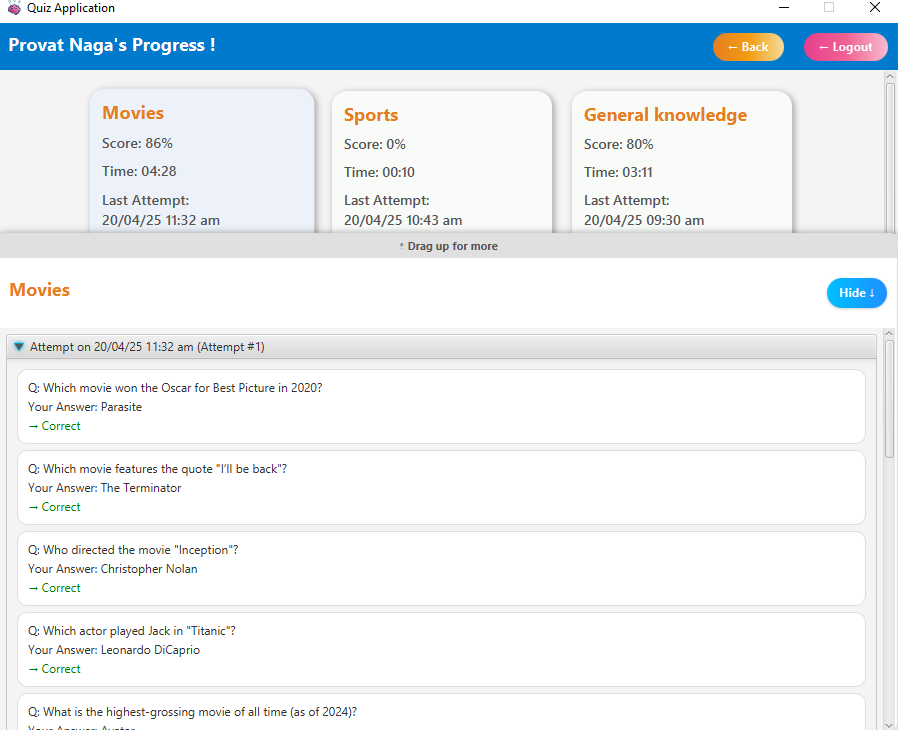 Quiz Application
Provat Naga's Progress !
← Back
← Logout
Movies
Score: 86%
Time: 04:28
Last Attempt:
20/04/25 11:32 am
Sports
Score: 0%
Time: 00:10
Last Attempt:
20/04/25 10:43 am
General knowledge
Score: 80%
Time: 03:11
Last Attempt:
20/04/25 09:30 am
↑ Drag up for more
Movies
Hide ↓
Attempt on 20/04/25 11:32 am (Attempt #1)
Q: Which movie won the Oscar for Best Picture in 2020?
Your Answer: Parasite
→ Correct
Q: Which movie features the quote "I'll be back"?
Your Answer: The Terminator
→ Correct
Q: Who directed the movie "Inception"?
Your Answer: Christopher Nolan
→ Correct
Q: Which actor played Jack in "Titanic"?
Your Answer: Leonardo DiCaprio
→ Correct
Q: What is the highest-grossing movie of all time (as of 2024)?
Your Answer: Avatar